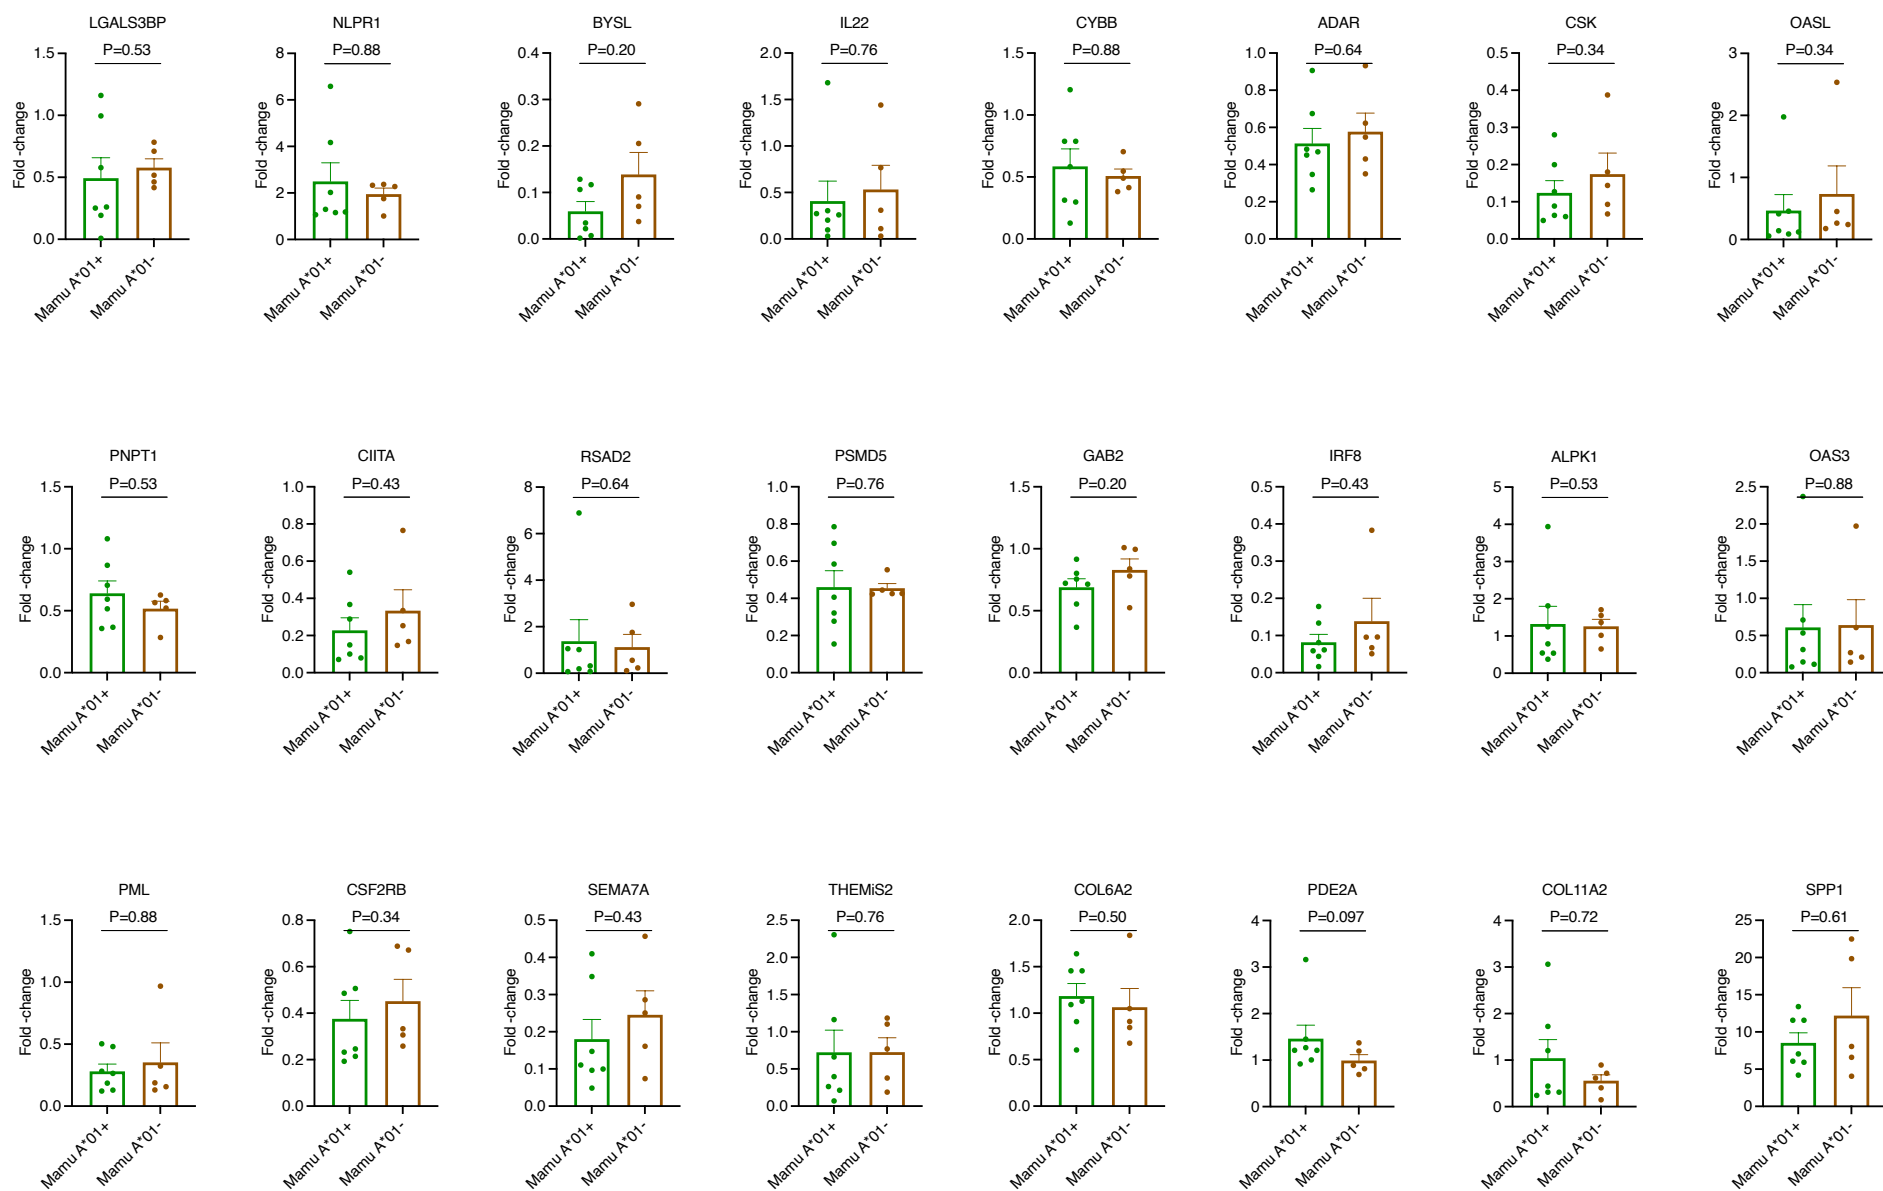 LGALS3BP
P=0.53
Fold -change
1.5
1.0
0.5
0.0
Mamu A*01+
Mamu A*01-
NLPR1
P=0.88
Fold -change
8
6
4
2
0
Mamu A*01+
Mamu A*01-
BYSL
P=0.20
Fold -change
0.4
0.3
0.2
0.1
0.0
Mamu A*01+
Mamu A*01-
IL22
P=0.76
Fold -change
2.0
1.5
1.0
0.5
0.0
Mamu A*01+
Mamu A*01-
CYBB
P=0.88
Fold -change
1.5
1.0
0.5
0.0
Mamu A*01+
Mamu A*01-
ADAR
P=0.64
Fold -change
1.0
0.8
0.6
0.4
0.2
0.0
Mamu A*01+
Mamu A*01-
CSK
P=0.34
Fold -change
0.5
0.4
0.3
0.2
0.1
0.0
Mamu A*01+
Mamu A*01-
OASL
P=0.34
Fold -change
3
2
1
0
Mamu A*01+
Mamu A*01-
PNPT1
P=0.53
Fold -change
1.5
1.0
0.5
0.0
Mamu A*01+
Mamu A*01-
CIITA
P=0.43
Fold -change
1.0
0.8
0.6
0.4
0.2
0.0
Mamu A*01+
Mamu A*01-
RSAD2
P=0.64
Fold -change
8
6
4
2
0
Mamu A*01+
Mamu A*01-
PSMD5
P=0.76
Fold -change
1.0
0.8
0.6
0.4
0.2
0.0
Mamu A*01+
Mamu A*01-
GAB2
P=0.20
Fold -change
1.5
1.0
0.5
0.0
Mamu A*01+
Mamu A*01-
IRF8
P=0.43
Fold -change
0.5
0.4
0.3
0.2
0.1
0.0
Mamu A*01+
Mamu A*01-
ALPK1
P=0.53
Fold -change
5
4
3
2
1
0
Mamu A*01+
Mamu A*01-
OAS3
P=0.88
Fold -change
2.5
2.0
1.5
1.0
0.5
0.0
Mamu A*01+
Mamu A*01-
PML
P=0.88
Fold -change
1.5
1.0
0.5
0.0
Mamu A*01+
Mamu A*01-
CSF2RB
P=0.34
Fold -change
0.8
0.6
0.4
0.2
0.0
Mamu A*01+
Mamu A*01-
SEMA7A
P=0.43
Fold -change
0.5
0.4
0.3
0.2
0.1
0.0
Mamu A*01+
Mamu A*01-
THEMiS2
P=0.76
Fold -change
2.5
2.0
1.5
1.0
0.5
0.0
Mamu A*01+
Mamu A*01-
COL6A2
P=0.50
Fold -change
2.0
1.5
1.0
0.5
0.0
Mamu A*01+
Mamu A*01-
PDE2A
P=0.097
Fold -change
4
3
2
1
0
Mamu A*01+
Mamu A*01-
COL11A2
P=0.72
Fold -change
4
3
2
1
0
Mamu A*01+
Mamu A*01-
SPP1
P=0.61
Fold -change
25
20
15
10
5
0
Mamu A*01+
Mamu A*01-